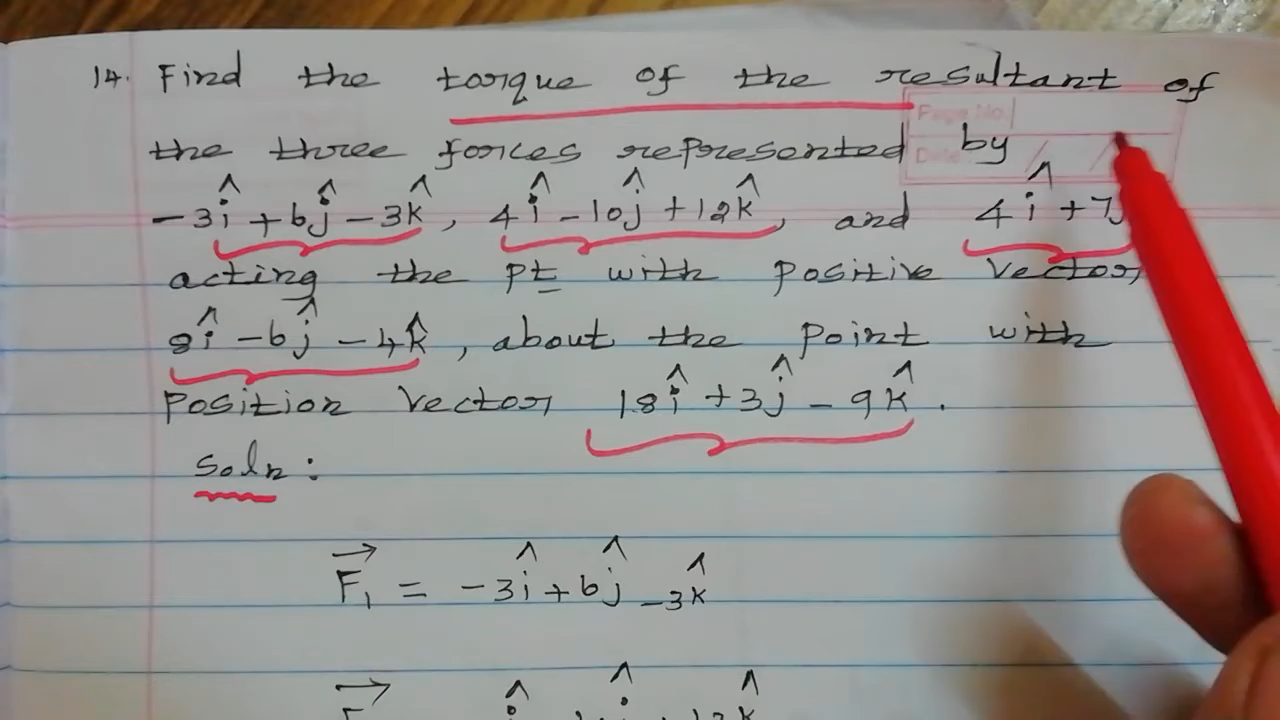 14. Find the torque of the resultant of
the three forces represented by
-3î + 6ĵ - 3k̂, 4î - 10ĵ + 12k̂, and 4î + 7j
acting the pt with positive vector,
8î - 6ĵ - 4k̂, about the point with
position vector 18î + 3ĵ - 9k̂.
Soln:
F⃗₁ = -3î + 6ĵ - 3k̂